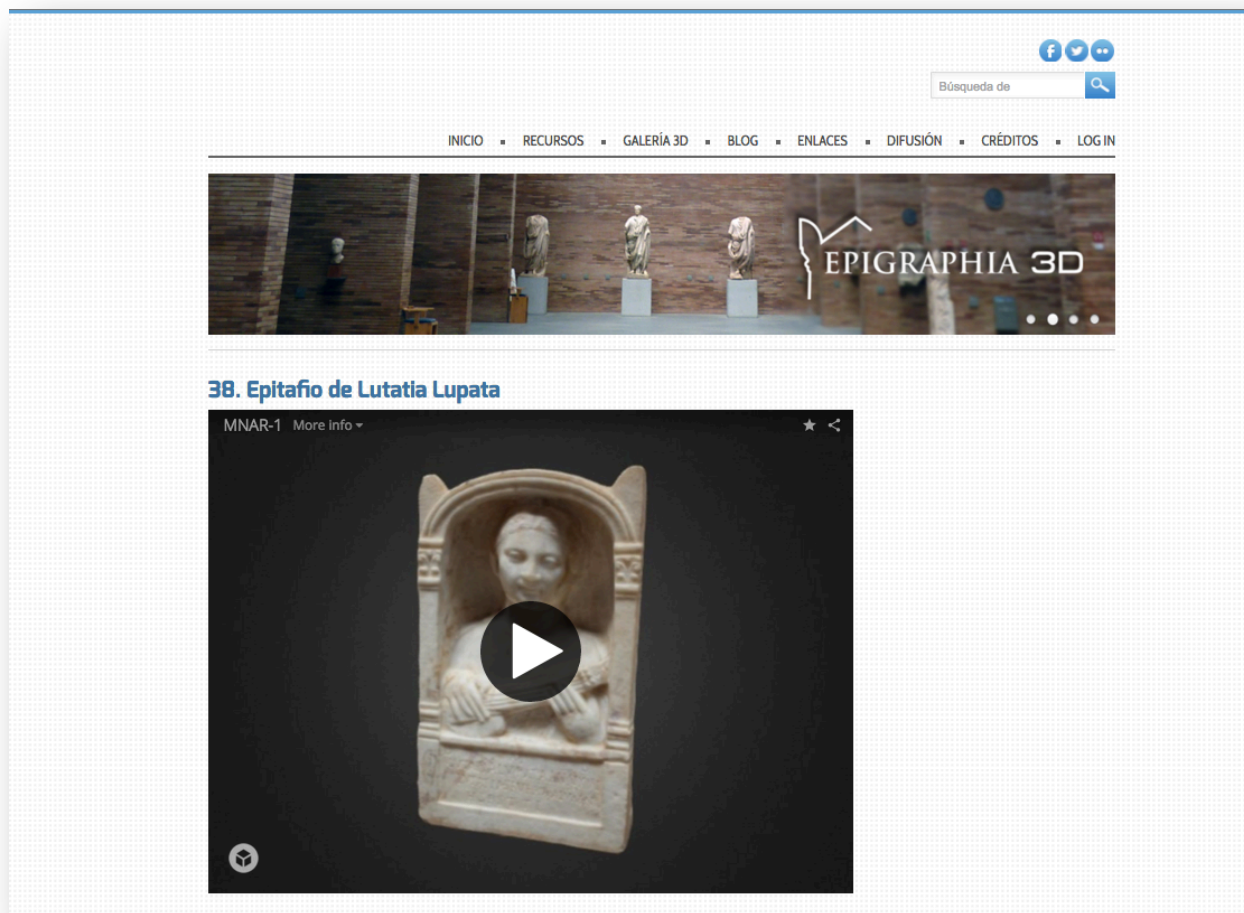 Búsqueda de
INICIO ▪ RECURSOS ▪ GALERÍA 3D ▪ BLOG ▪ ENLACES ▪ DIFUSIÓN ▪ CRÉDITOS ▪ LOG IN
EPIGRAPHIA 3D
38. Epitafio de Lutatia Lupata
MNAR-1 More info